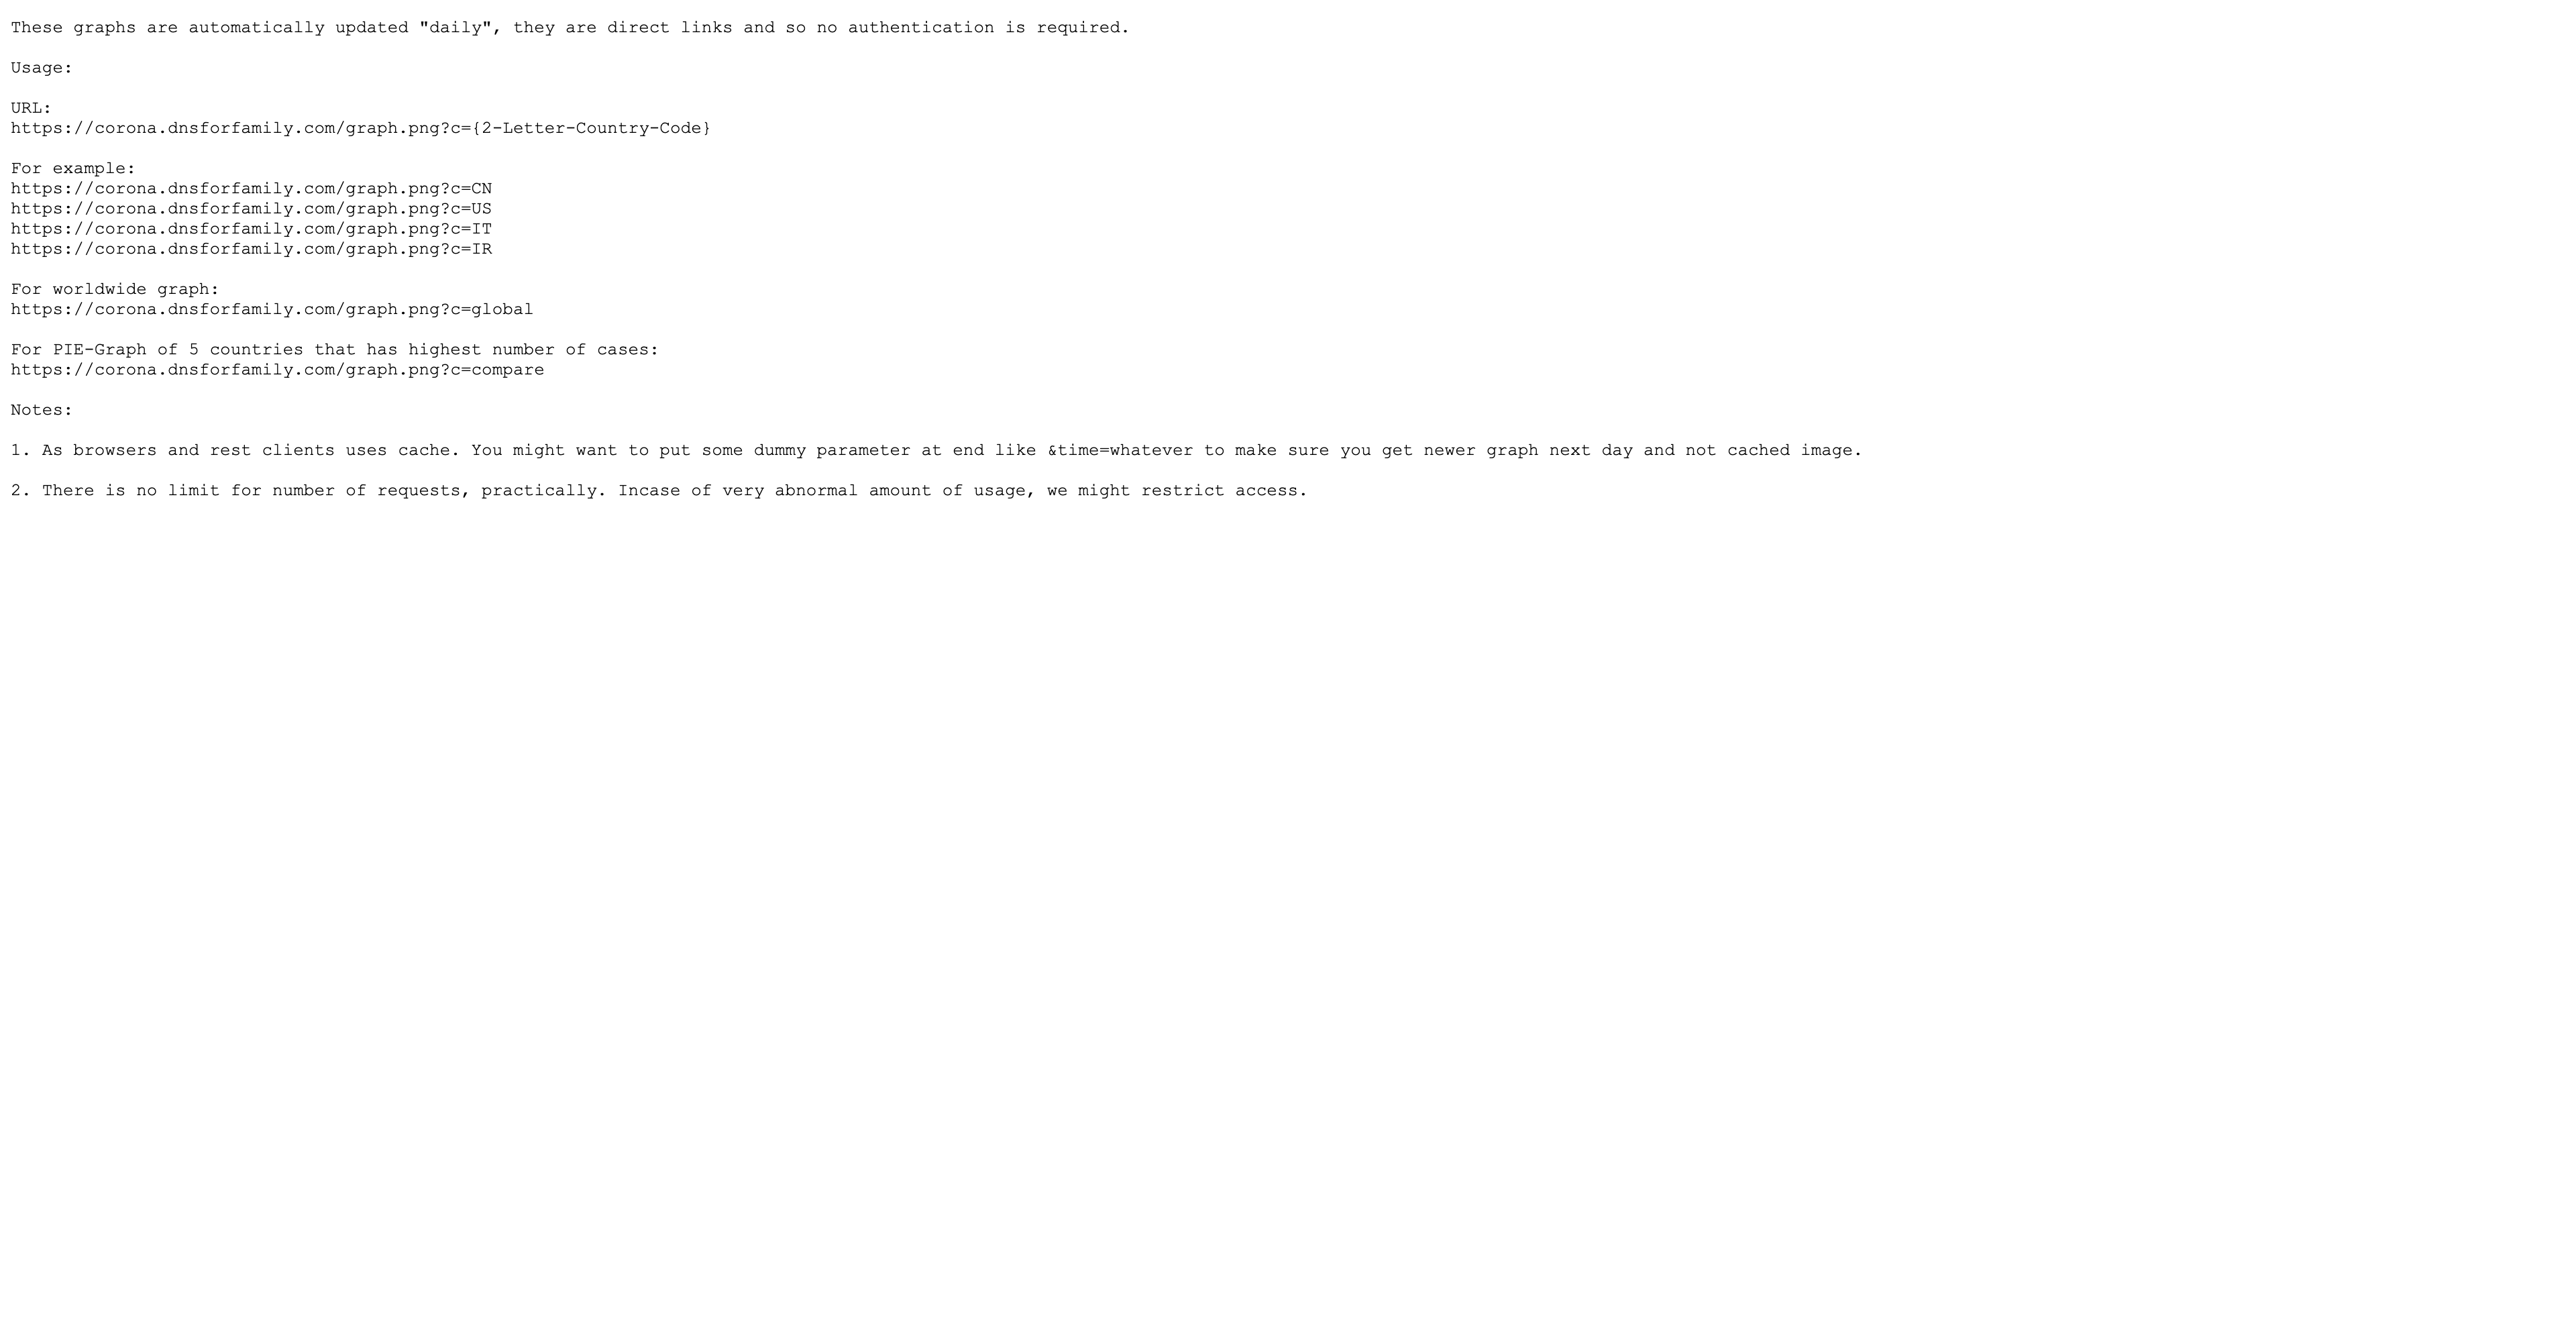 These graphs are automatically updated "daily", they are direct links and so no authentication is required.
Usage:
URL:
https://corona.dnsforfamily.com/graph.png?c={2-Letter-Country-Code}
For example:
https://corona.dnsforfamily.com/graph.png?c=CN
https://corona.dnsforfamily.com/graph.png?c=US
https://corona.dnsforfamily.com/graph.png?c=IT
https://corona.dnsforfamily.com/graph.png?c=IR
For worldwide graph:
https://corona.dnsforfamily.com/graph.png?c=global
For PIE-Graph of 5 countries that has highest number of cases:
https://corona.dnsforfamily.com/graph.png?c=compare
Notes:
1. As browsers and rest clients uses cache. You might want to put some dummy parameter at end like &time=whatever to make sure you get newer graph next day and not cached image.
2. There is no limit for number of requests, practically. Incase of very abnormal amount of usage, we might restrict access.